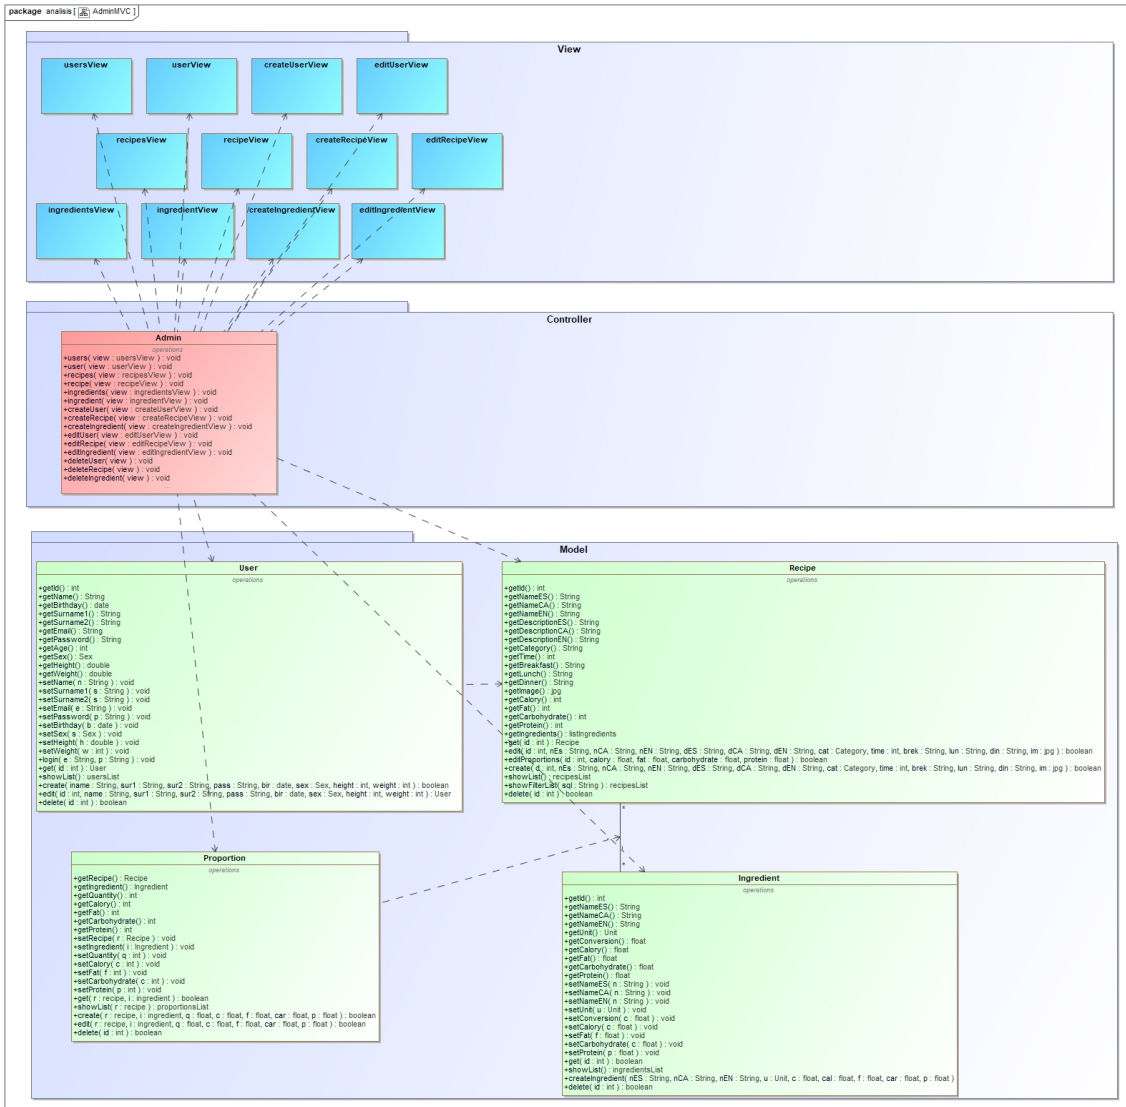 package analisis [ AdminMVC ]
View
usersView
userView
createUserView
editUserView
recipesView
recipeView
createRecipeView
editRecipeView
ingredientsView
ingredientView
createIngredientView
editIngredientView
Controller
Admin
operations
+users( view : usersView ) : void
+user( view : userView ) : void
+recipes( view : recipesView ) : void
+recipe( view : recipeView ) : void
+ingredients( view : ingredientsView ) : void
+ingredient( view : ingredientView ) : void
+createUser( view : createUserView ) : void
+createRecipe( view : createRecipeView ) : void
+createIngredient( view : createIngredientView ) : void
+editUser( view : editUserView ) : void
+editRecipe( view : editRecipeView ) : void
+editIngredient( view : editIngredientView ) : void
+deleteUser( view ) : void
+deleteRecipe( view ) : void
+deleteIngredient( view ) : void
...
Model
User
operations
+getId() : int
+getName() : String
+getBirthday() : date
+getSurname1() : String
+getSurname2() : String
+getEmail() : String
+getPassword() : String
+getAge() : int
+getSex() : Sex
+getHeight() : double
+getWeight() : double
+setName( n : String ) : void
+setSurname1( s : String ) : void
+setSurname2( s : String ) : void
+setEmail( e : String ) : void
+setPassword( p : String ) : void
+setBirthday( b : date ) : void
+setSex( s : Sex ) : void
+setHeight( h : double ) : void
+setWeight( w : int ) : void
+login( e : String, p : String ) : void
+get( id : int ) : User
+showList() : usersList
+create( iname : String, sur1 : String, sur2 : String, pass : String, bir : date, sex : Sex, height : int, weight : int ) : boolean
+edit( id : int, name : String, sur1 : String, sur2 : String, pass : String, bir : date, sex : Sex, height : int, weight : int ) : User
+delete( id : int ) : boolean
Recipe
operations
+getId() : int
+getNameES() : String
+getNameCA() : String
+getNameEN() : String
+getDescriptionES() : String
+getDescriptionCA() : String
+getDescriptionEN() : String
+getCategory() : String
+getTime() : int
+getBreakfast() : String
+getLunch() : String
+getDinner() : String
+getImage() : jpg
+getCalory() : int
+getFat() : int
+getCarbohydrate() : int
+getProtein() : int
+getIngredients() : listIngredients
+get( id : int ) : Recipe
+edit( id : int, nEs : String, nCA : String, nEN : String, dES : String, dCA : String, dEN : String, cat : Category, time : int, brek : String, lun : String, din : String, im : jpg ) : boolean
+editProportions( id : int, calory : float, fat : float, carbohydrate : float, protein : float ) : boolean
+create( d : int, nEs : String, nCA : String, nEN : String, dES : String, dCA : String, dEN : String, cat : Category, time : int, brek : String, lun : String, din : String, im : jpg ) : boolean
+showList() : recipesList
+showFilterList( sql : String ) : recipesList
+delete( id : int ) : boolean
*
*
Proportion
operations
+getRecipe() : Recipe
+getIngredient() : Ingredient
+getQuantity() : int
+getCalory() : int
+getFat() : int
+getCarbohydrate() : int
+getProtein() : int
+setRecipe( r : Recipe ) : void
+setIngredient( i : Ingredient ) : void
+setQuantity( q : int ) : void
+setCalory( c : int ) : void
+setFat( f : int ) : void
+setCarbohydrate( c : int ) : void
+setProtein( p : int ) : void
+get( r : recipe, i : ingredient ) : boolean
+showList( r : recipe ) : proportionsList
+create( r : recipe, i : ingredient, q : float, c : float, f : float, car : float, p : float ) : boolean
+edit( r : recipe, i : Ingredient, q : float, c : float, f : float, car : float, p : float ) : boolean
+delete( id : int ) : boolean
Ingredient
operations
+getId() : int
+getNameES() : String
+getNameCA() : String
+getNameEN() : String
+getUnit() : Unit
+getConversion() : float
+getCalory() : float
+getFat() : float
+getCarbohydrate() : float
+getProtein() : float
+setNameES( n : String ) : void
+setNameCA( n : String ) : void
+setNameEN( n : String ) : void
+setUnit( u : Unit ) : void
+setConversion( c : float ) : void
+setCalory( c : float ) : void
+setFat( f : float ) : void
+setCarbohydrate( c : float ) : void
+setProtein( p : float ) : void
+get( id : int ) : boolean
+showList() : ingredientsList
+createIngredient( nES : String, nCA : String, nEN : String, u : Unit, c : float, cal : float, f : float, car : float, p : float )
+delete( id : int ) : boolean